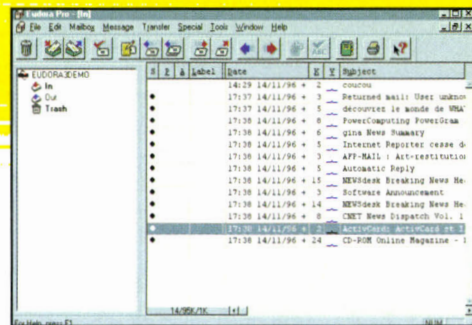 Eudora Pro - [In]
File Edit Mailbox Message Transfer Special Tools Window Help
EUDORA3DEMO
In
Out
Trash
S P Label Date K V Subject
14:29 14/11/96 + 2 coucou
17:37 14/11/96 + 3 Returned mail: User unknow
17:37 14/11/96 + 5 découvrir le monde de
17:38 14/11/96 + 8 PowerComputing PowerGram
17:38 14/11/96 + 6 gina News Summary
17:38 14/11/96 + 5 Internet Reporter cesse d
17:38 14/11/96 + 3 AFP-MAIL : Art-restitution
17:38 14/11/96 + 5 Automatic Reply
17:38 14/11/96 + 15 NEWSdesk Breaking News He
17:38 14/11/96 + 3 Software Announcement
17:38 14/11/96 + 14 NEWSdesk Breaking News He
17:38 14/11/96 + 8 CNET News Dispatch Vol. 1
17:38 14/11/96 + 2 ActivCard: ActivCard et
17:38 14/11/96 + 24 CD-ROM Online Magazine -
14/95K/1K
For Help, press F1 NUM